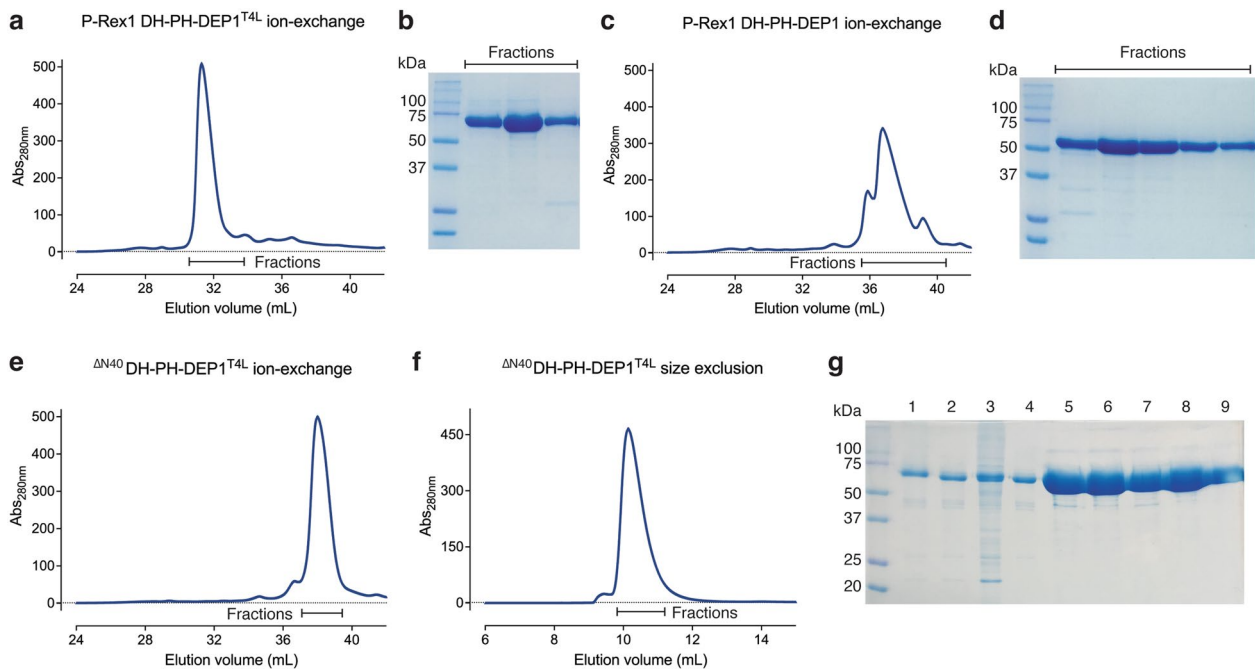 a
P-Rex1 DH-PH-DEP1T4L ion-exchange
500
400
300
200
100
0
Abs280nm
Fractions
24 28 32 36 40
Elution volume (mL)
b
Fractions
kDa
100
75
50
37
c
P-Rex1 DH-PH-DEP1 ion-exchange
500
400
300
200
100
0
Abs280nm
Fractions
24 28 32 36 40
Elution volume (mL)
d
Fractions
kDa
100
75
50
37
e
ΔN40 DH-PH-DEP1T4L ion-exchange
500
400
300
200
100
0
Abs280nm
Fractions
24 28 32 36 40
Elution volume (mL)
f
ΔN40DH-PH-DEP1T4L size exclusion
450
300
150
0
Abs280nm
Fractions
6 8 10 12 14
Elution volume (mL)
g
1 2 3 4 5 6 7 8 9
kDa
100
75
50
37
25
20